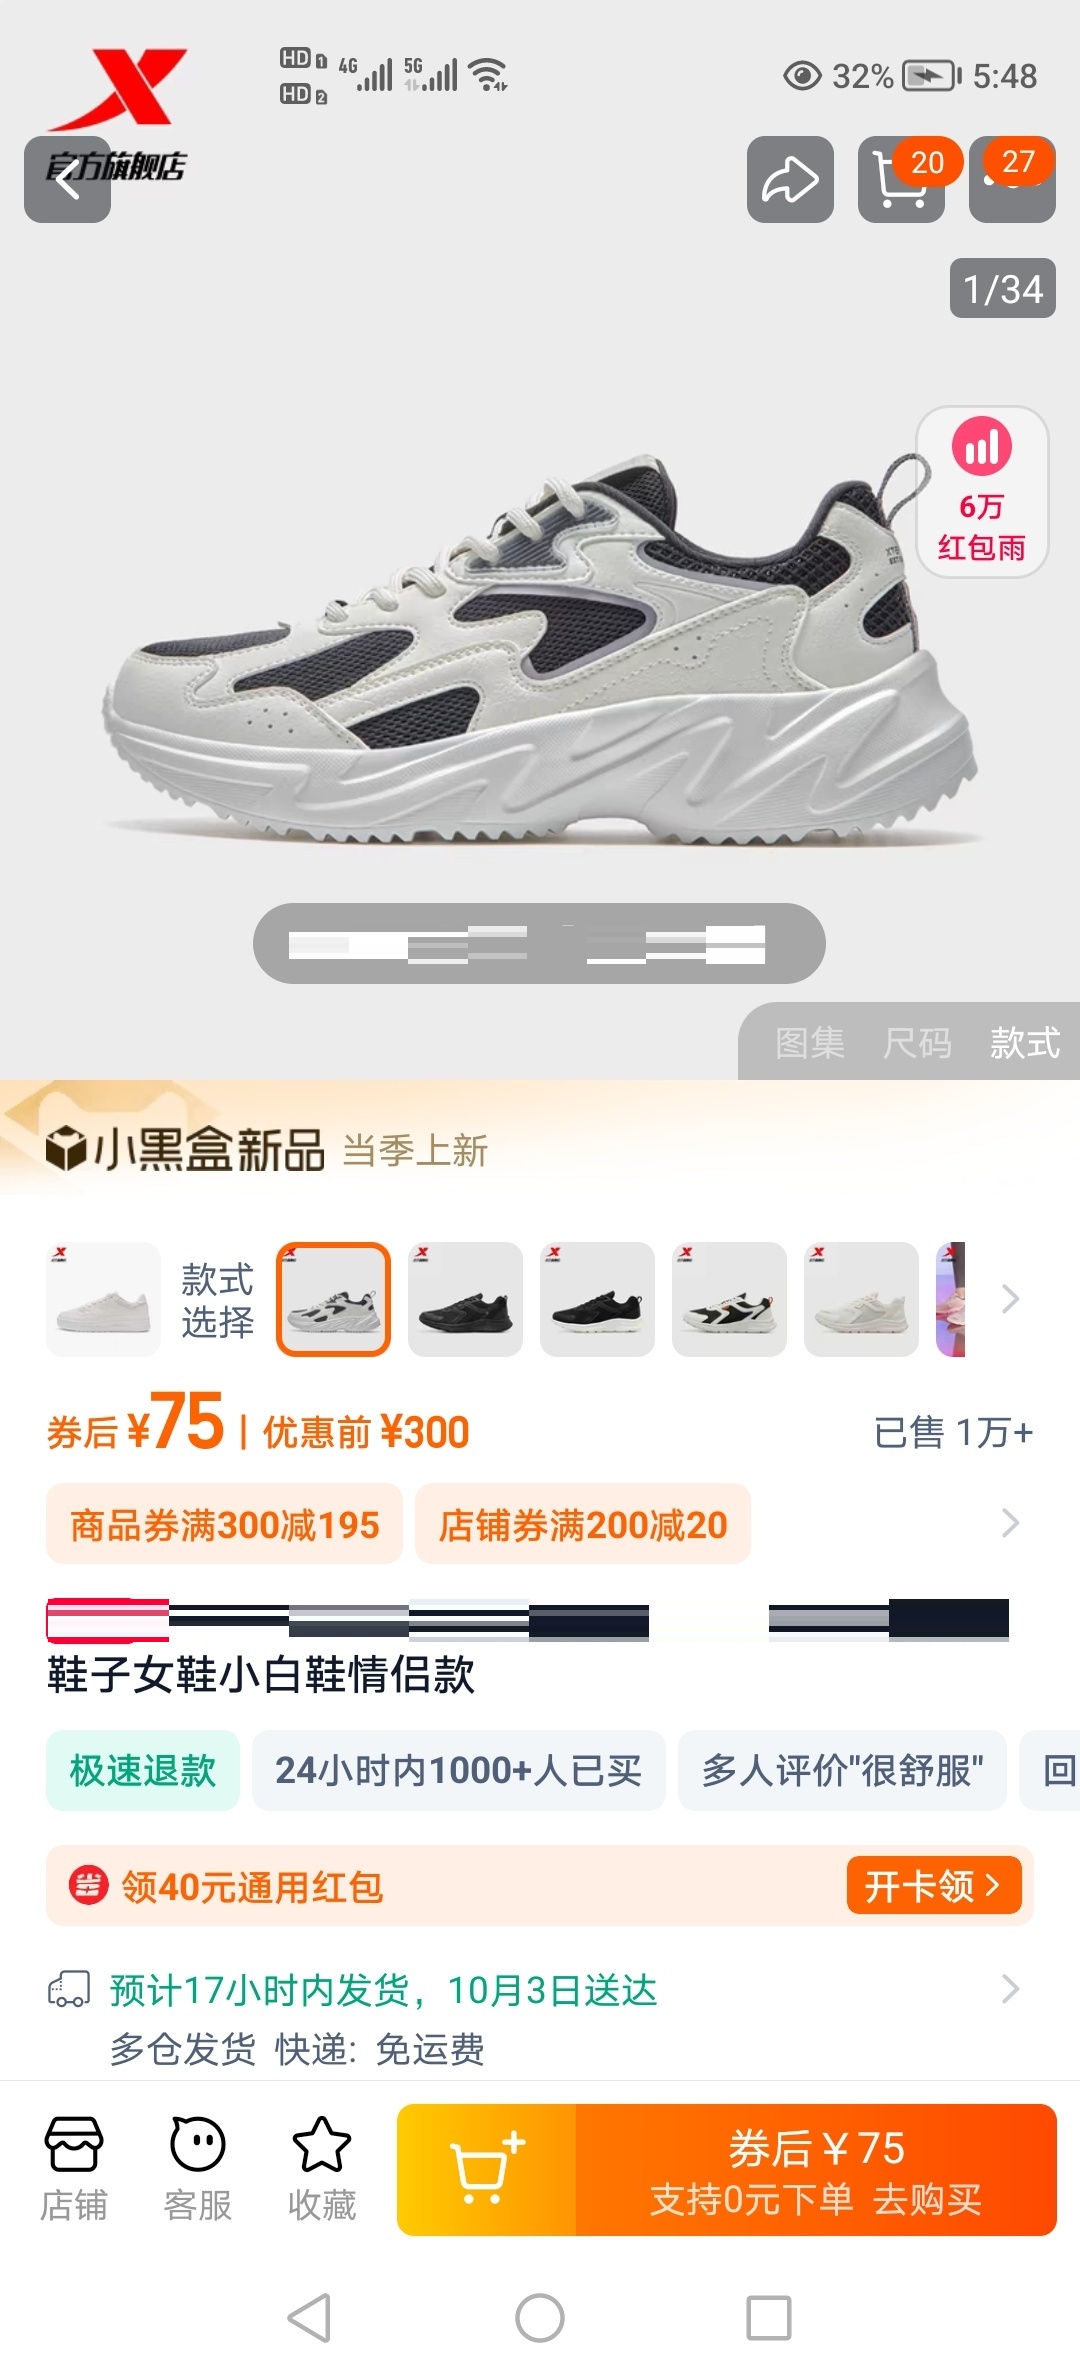 HD 1 4G 5G 32% 5:48
HD 2
官方旗舰店
20
27
1/34
6万
红包雨
图集 尺码 款式
小黑盒新品 当季上新
款式
选择
券后 ¥75 | 优惠前 ¥300 已售 1万+
商品券满300减195 店铺券满200减20
鞋子女鞋小白鞋情侣款
极速退款 24小时内1000+人已买 多人评价"很舒服" 回
省 领40元通用红包 开卡领
预计17小时内发货，10月3日送达
多仓发货 快递: 免运费
券后￥75
支持0元下单 去购买
店铺 客服 收藏